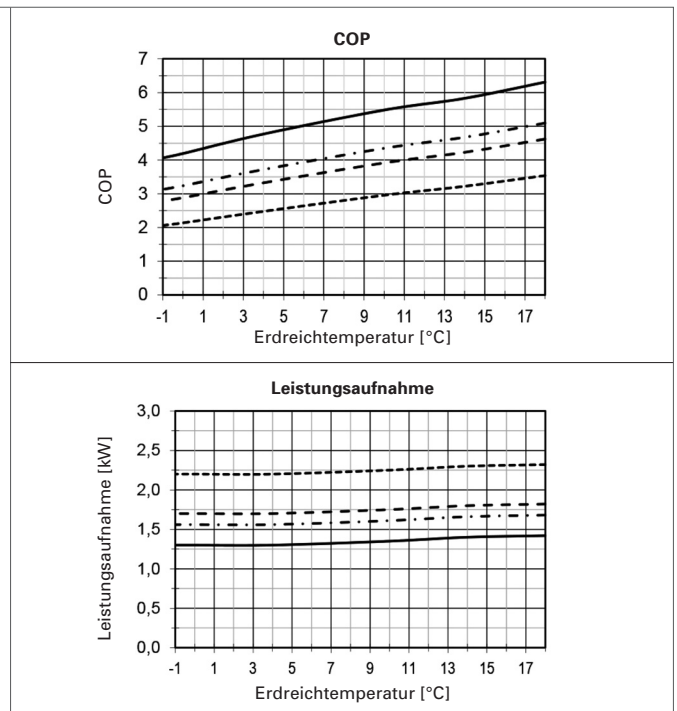 COP
7
6
5
4
3
2
1
0
COP
-1 1 3 5 7 9 11 13 15 17
Erdreichtemperatur [°C]
Leistungsaufnahme
3,0
2,5
2,0
1,5
1,0
0,5
0,0
Leistungsaufnahme [kW]
-1 1 3 5 7 9 11 13 15 17
Erdreichtemperatur [°C]